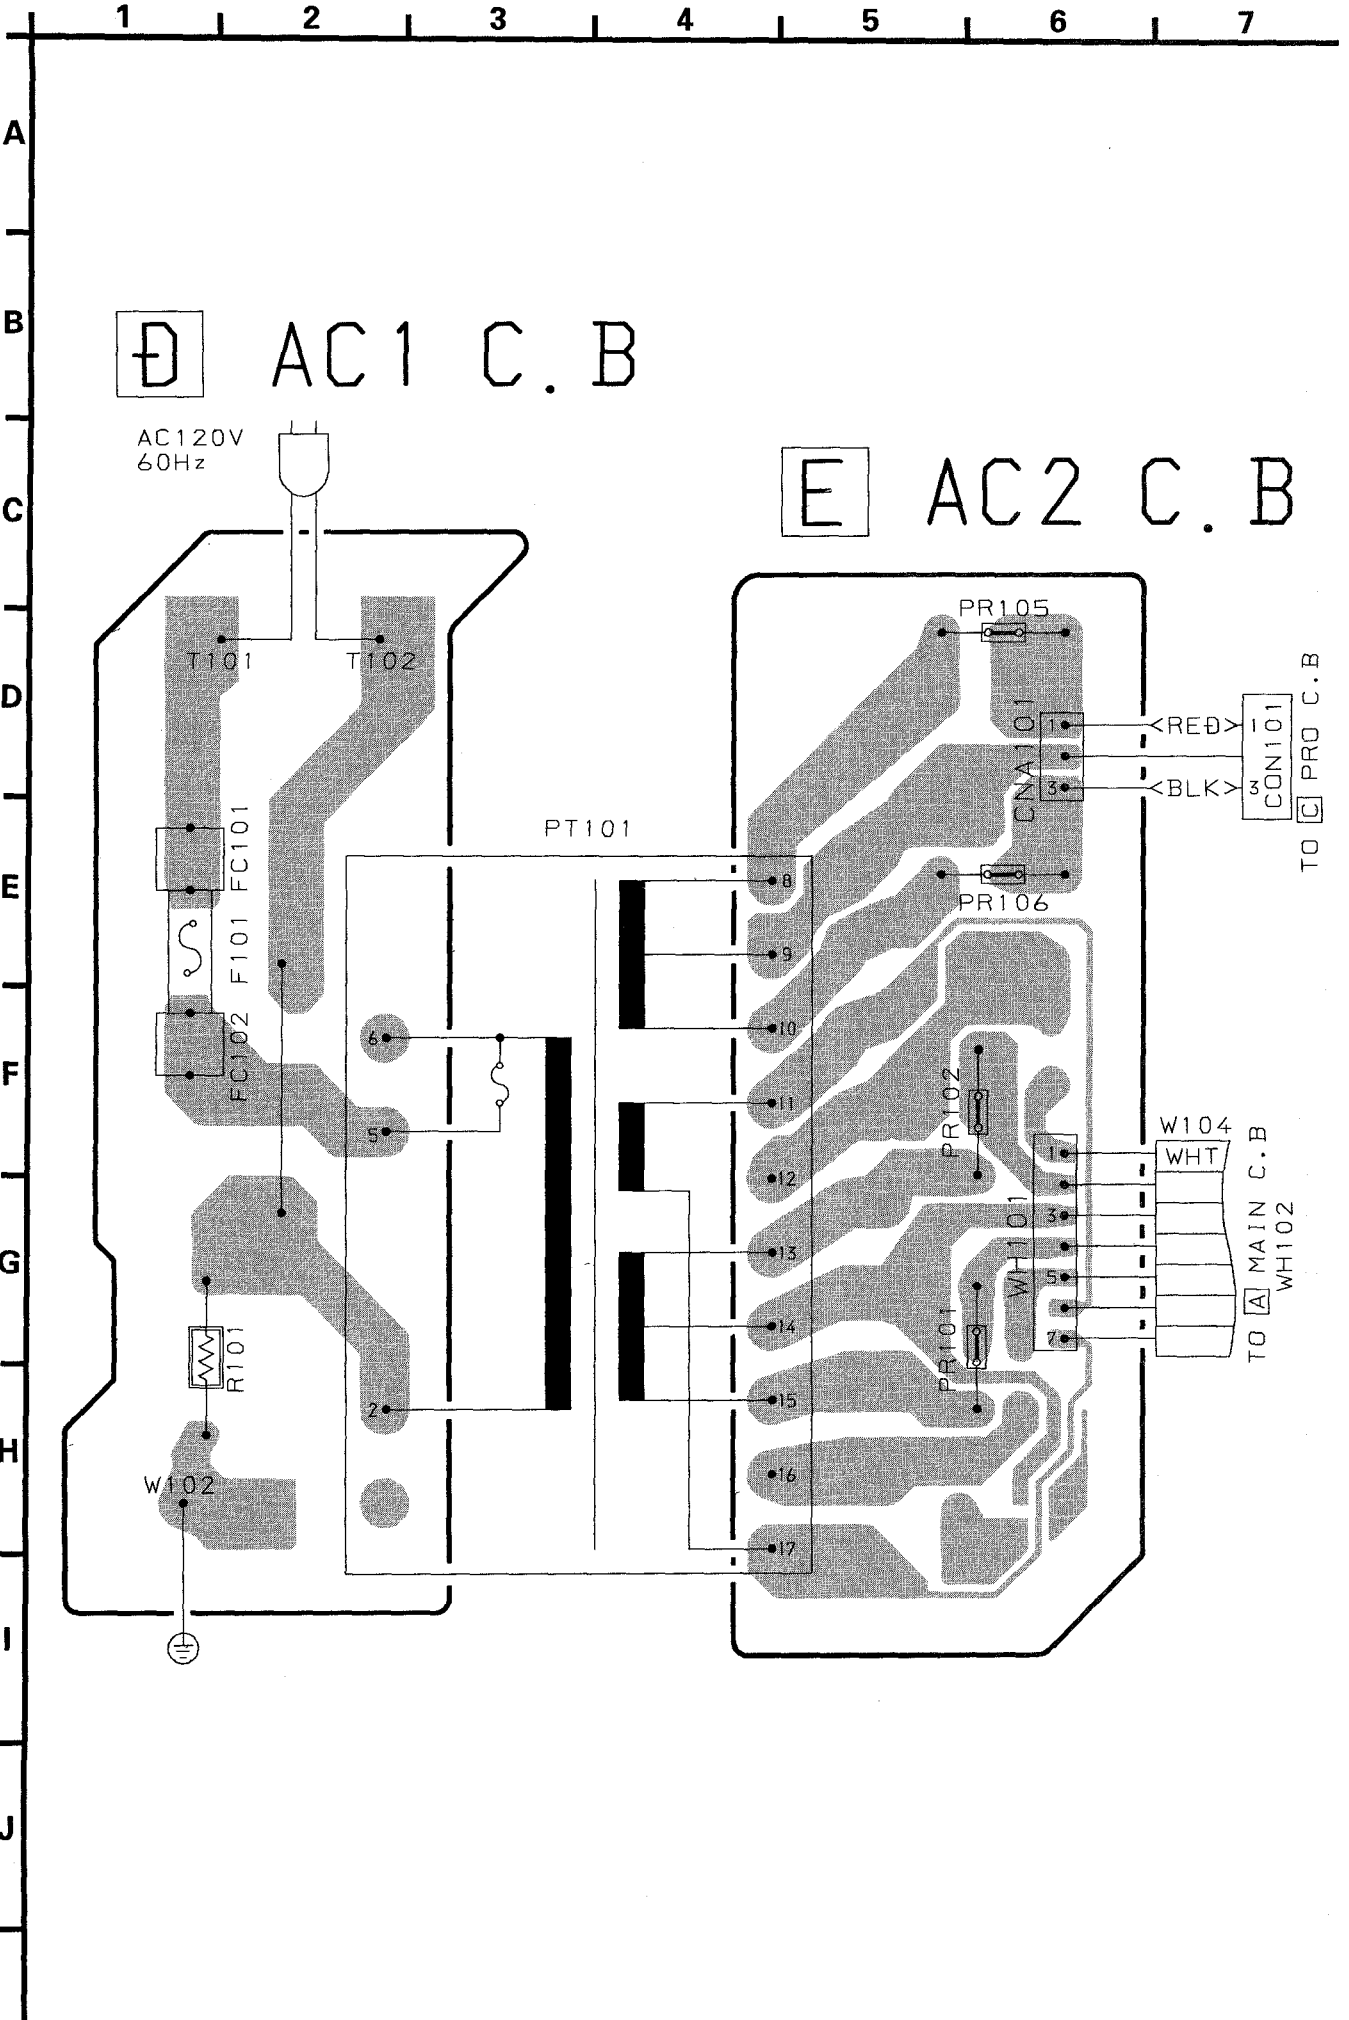 1 2 3 4 5 6 7
A
B
C
D
E
F
G
H
I
J
D AC1 C.B
AC120V
60Hz
E AC2 C.B
T101
T102
FC101
F101
FC102
R101
W102
PT101
6
5
2
8
9
10
11
12
13
14
15
16
17
PR105
CNA101
1
3
<RED>
<BLK>
1
3
CON101
TO C PRO C.B
PR106
PR102
PR101
WH101
1
3
5
7
W104
WHT
TO A MAIN C.B
WH102